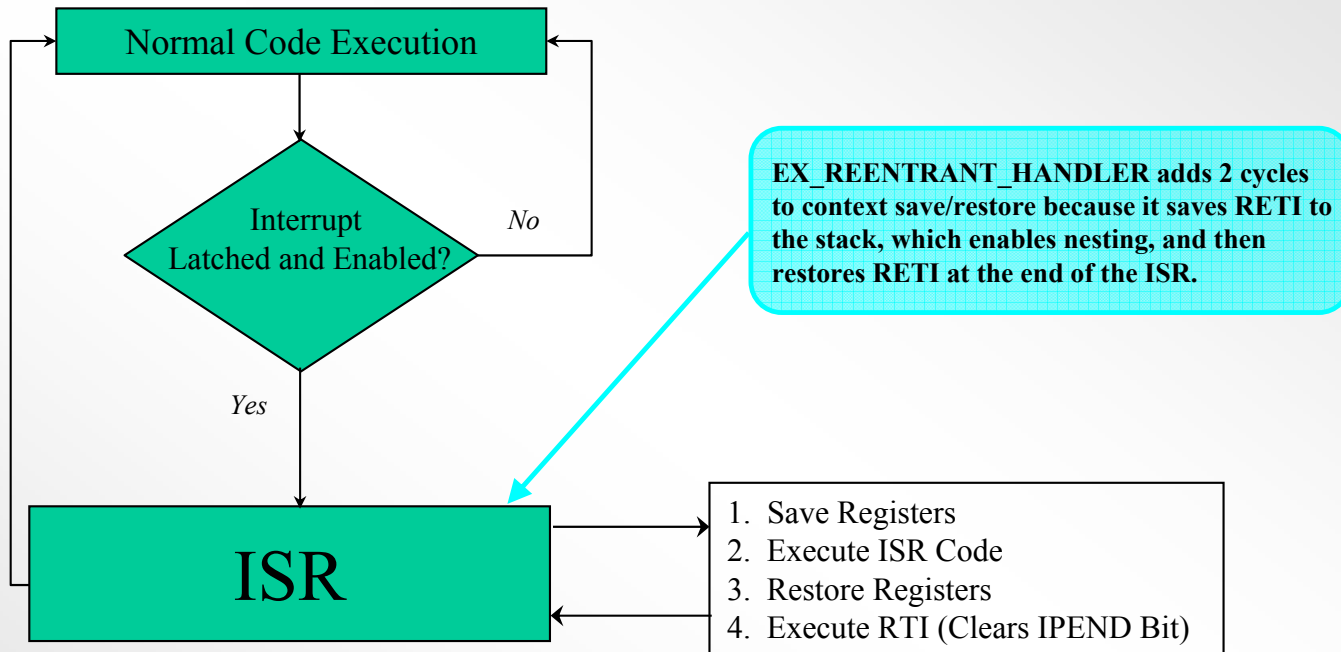 Normal Code Execution
Interrupt
Latched and Enabled?
No
Yes
EX_REENTRANT_HANDLER adds 2 cycles
to context save/restore because it saves RETI to
the stack, which enables nesting, and then
restores RETI at the end of the ISR.
ISR
1. Save Registers
2. Execute ISR Code
3. Restore Registers
4. Execute RTI (Clears IPEND Bit)